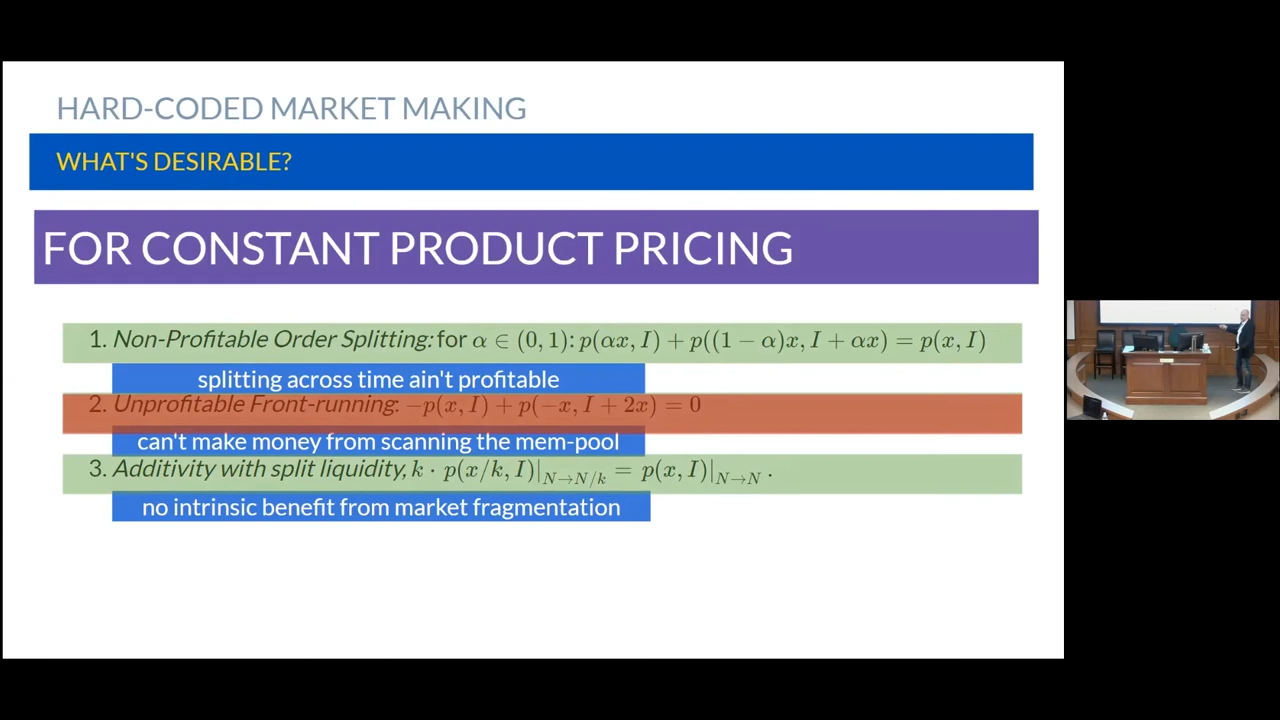 HARD-CODED MARKET MAKING
WHAT'S DESIRABLE?
FOR CONSTANT PRODUCT PRICING
1. Non-Profitable Order Splitting: for α ∈ (0, 1): p(αx, I) + p((1 − α)x, I + αx) = p(x, I)
splitting across time ain't profitable
2. Unprofitable Front-running: −p(x, I) + p(−x, I + 2x) = 0
can't make money from scanning the mem-pool
3. Additivity with split liquidity, k · p(x/k, I)|_{N→N/k} = p(x, I)|_{N→N} .
no intrinsic benefit from market fragmentation